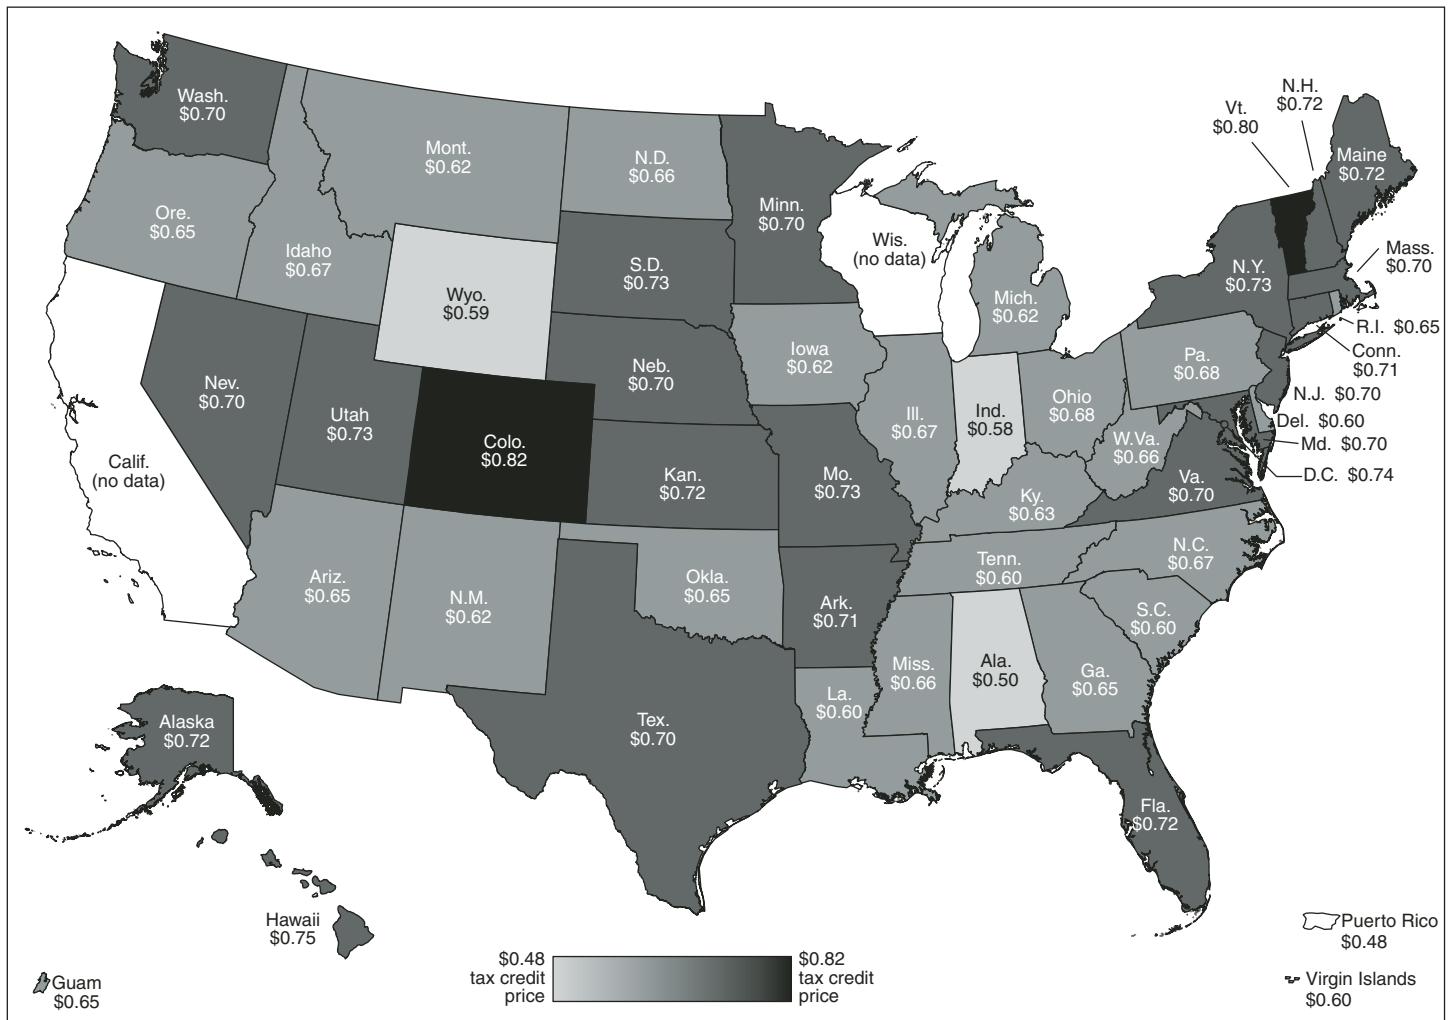 Wash.
$0.70
Ore.
$0.65
Calif.
(no data)
Nev.
$0.70
Idaho
$0.67
Mont.
$0.62
Wyo.
$0.59
Utah
$0.73
Colo.
$0.82
Ariz.
$0.65
N.M.
$0.62
N.D.
$0.66
S.D.
$0.73
Neb.
$0.70
Kan.
$0.72
Okla.
$0.65
Tex.
$0.70
Minn.
$0.70
Iowa
$0.62
Mo.
$0.73
Ark.
$0.71
La.
$0.60
Wis.
(no data)
Ill.
$0.67
Mich.
$0.62
Ind.
$0.58
Ohio
$0.68
Ky.
$0.63
Tenn.
$0.60
Miss.
$0.66
Ala.
$0.50
Ga.
$0.65
Fla.
$0.72
S.C.
$0.60
N.C.
$0.67
Va.
$0.70
W.Va.
$0.66
Pa.
$0.68
N.Y.
$0.73
Vt.
$0.80
N.H.
$0.72
Maine
$0.72
Mass.
$0.70
R.I. $0.65
Conn.
$0.71
N.J. $0.70
Del. $0.60
Md. $0.70
D.C. $0.74
Alaska
$0.72
Hawaii
$0.75
Guam
$0.65
$0.48
tax credit
price
$0.82
tax credit
price
Puerto Rico
$0.48
Virgin Islands
$0.60